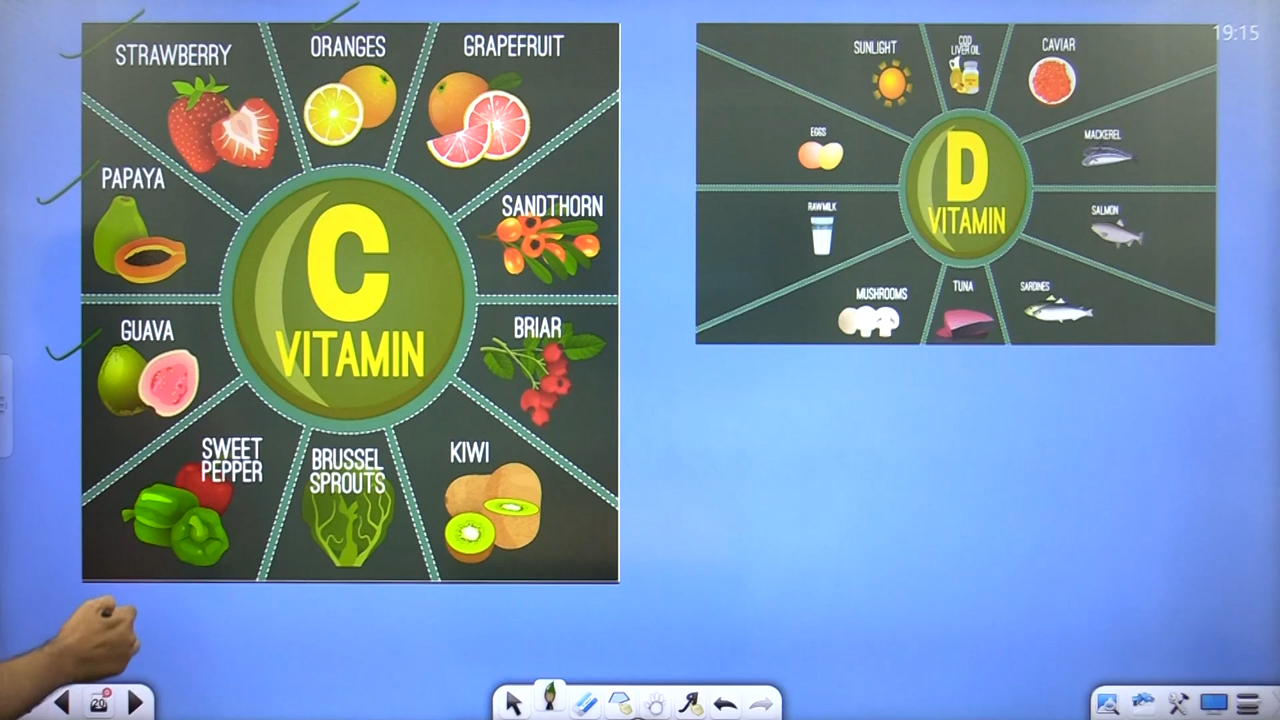 STRAWBERRY
ORANGES
GRAPEFRUIT
PAPAYA
SANDTHORN
C
VITAMIN
GUAVA
BRIAR
SWEET
PEPPER
BRUSSEL
SPROUTS
KIWI
19:15
SUNLIGHT
COD
LIVER OIL
CAVIAR
EGGS
MACKEREL
D
VITAMIN
RAW MILK
SALMON
MUSHROOMS
TUNA
SARDINES
20